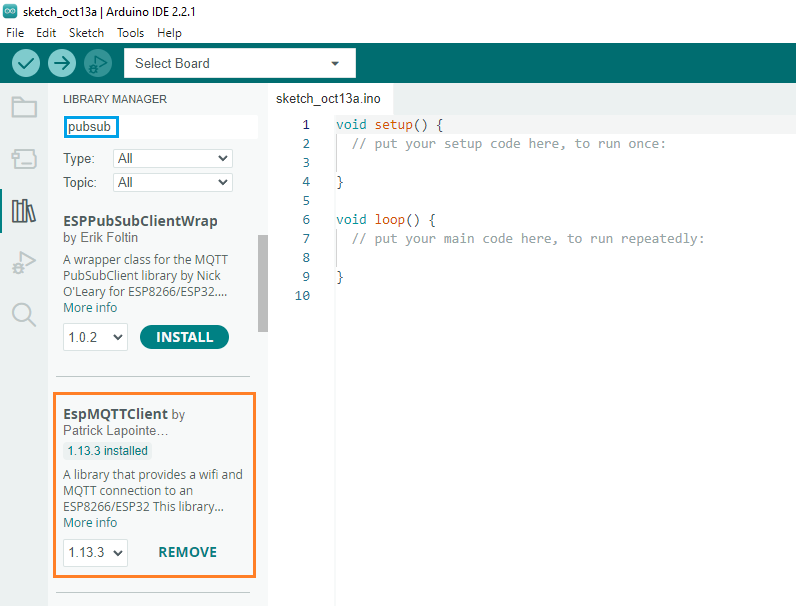 sketch_oct13a | Arduino IDE 2.2.1
File Edit Sketch Tools Help
Select Board
LIBRARY MANAGER
pubsub
Type: All
Topic: All
ESPPubSubClientWrap
by Erik Foltin
A wrapper class for the MQTT
PubSubClient library by Nick
O'Leary for ESP8266/ESP32....
More info
1.0.2 INSTALL
EspMQTTClient by
Patrick Lapointe...
1.13.3 installed
A library that provides a wifi and
MQTT connection to an
ESP8266/ESP32 This library...
More info
1.13.3 REMOVE
sketch_oct13a.ino
1 void setup() {
2 // put your setup code here, to run once:
3
4 }
5
6 void loop() {
7 // put your main code here, to run repeatedly:
8
9 }
10